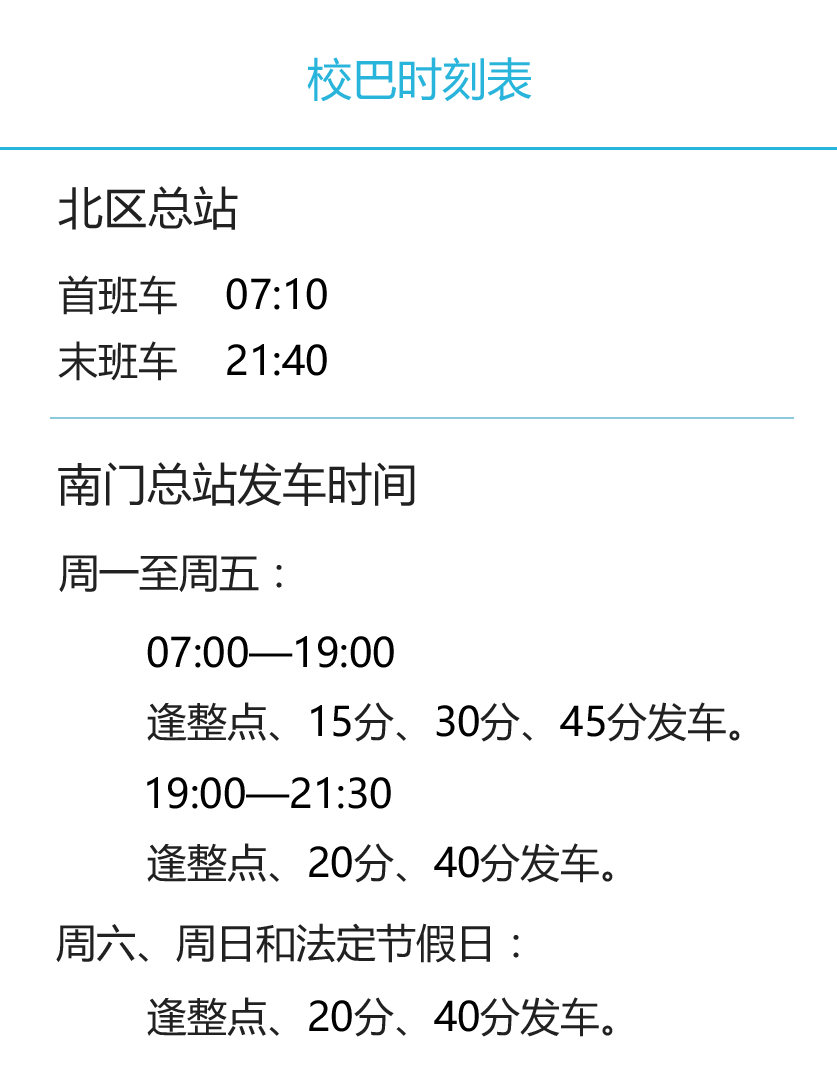 校巴时刻表
北区总站
首班车 07:10
末班车 21:40
南门总站发车时间
周一至周五：
07:00—19:00
逢整点、15分、30分、45分发车。
19:00—21:30
逢整点、20分、40分发车。
周六、周日和法定节假日：
逢整点、20分、40分发车。